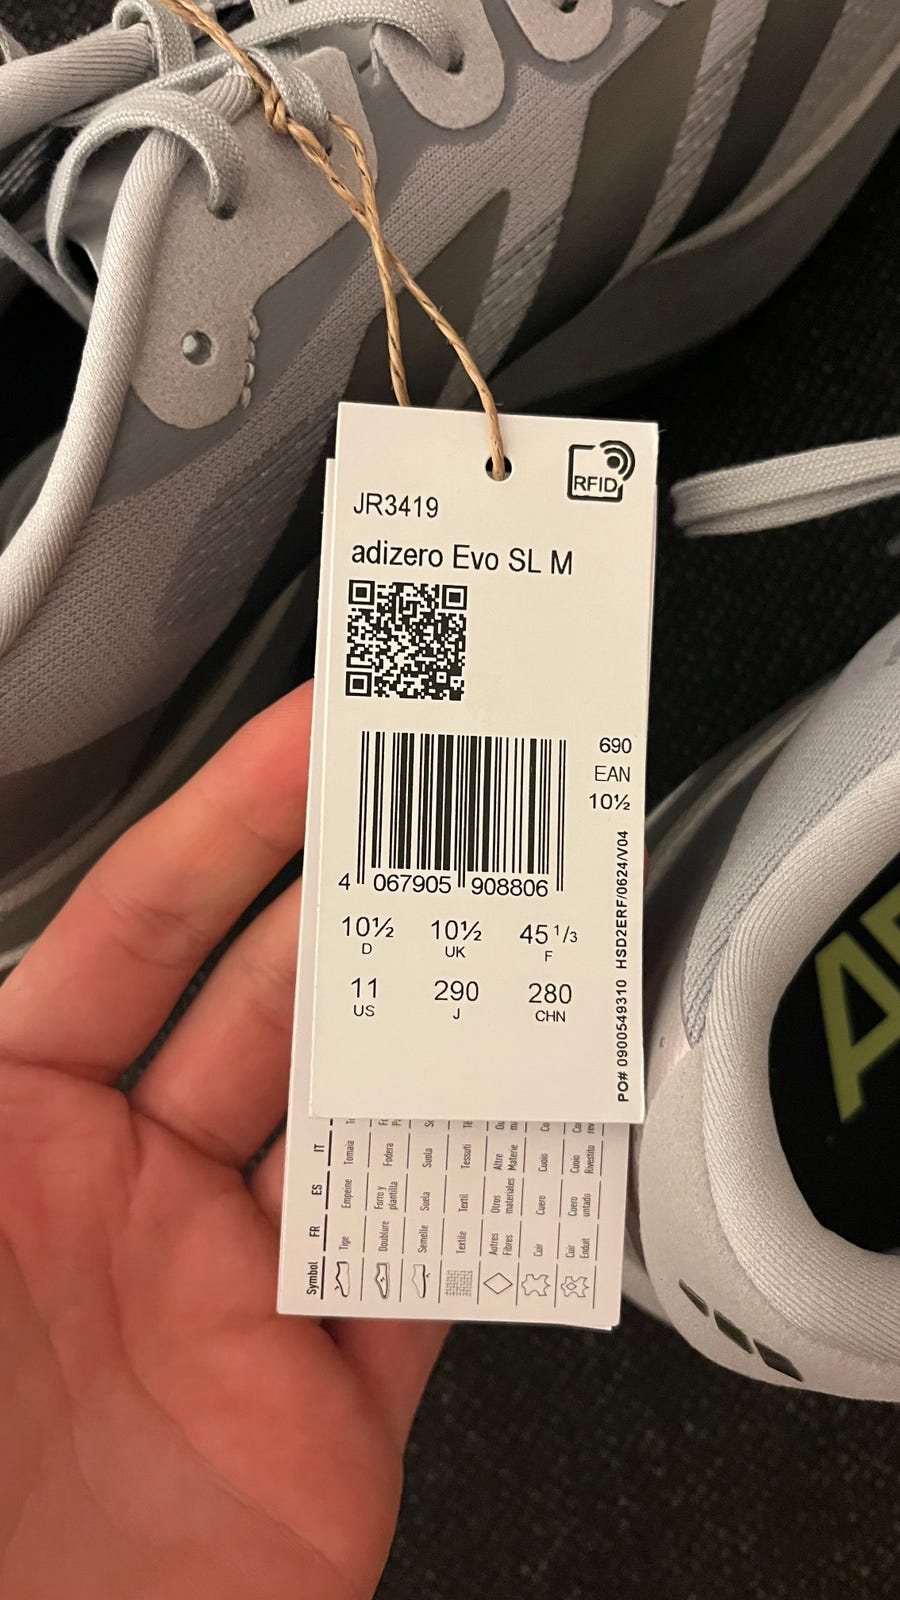 RFID
JR3419
adizero Evo SL M
690
EAN
10½
4 067905 908806
10½ 10½ 45 1/3
D UK F
11 290 280
US J CHN
PO# 0900549310 HSD2ERF/0624/V04
Symbol FR ES IT
Tige Empeine Tomaia
Doublure Forro y plantilla Fodera
Semelle Suela Suola
Textile Textil Tessuti
Autres Fibres Otros materiales Altre Materie
Cuir Cuero Cuoio
Cuir Enduit Cuero untado Cuoio Rivestito